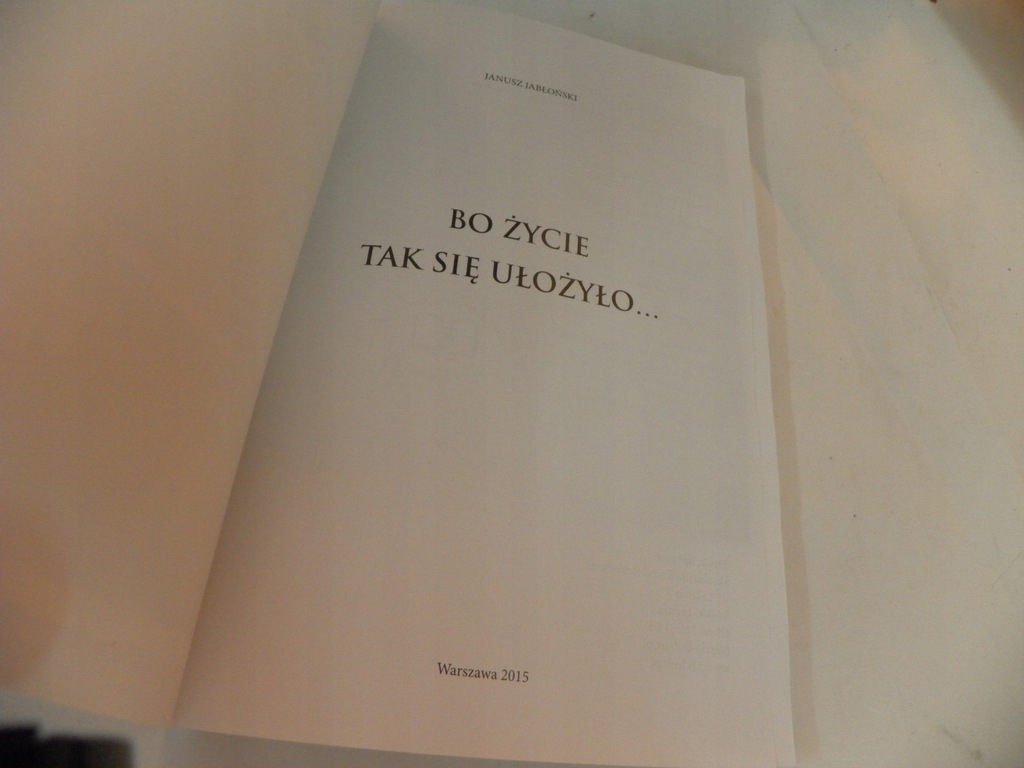 JANUSZ JABŁOŃSKI
BO ŻYCIE
TAK SIĘ UŁOŻYŁO...
Warszawa 2015